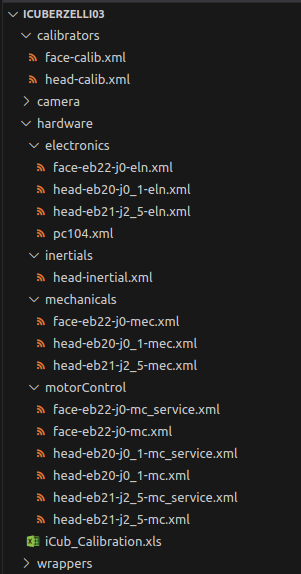 ICUBERZELLI03
calibrators
face-calib.xml
head-calib.xml
camera
hardware
electronics
face-eb22-j0-eln.xml
head-eb20-j0_1-eln.xml
head-eb21-j2_5-eln.xml
pc104.xml
inertials
head-inertial.xml
mechanicals
face-eb22-j0-mec.xml
head-eb20-j0_1-mec.xml
head-eb21-j2_5-mec.xml
motorControl
face-eb22-j0-mc_service.xml
face-eb22-j0-mc.xml
head-eb20-j0_1-mc_service.xml
head-eb20-j0_1-mc.xml
head-eb21-j2_5-mc_service.xml
head-eb21-j2_5-mc.xml
iCub_Calibration.xls
wrappers